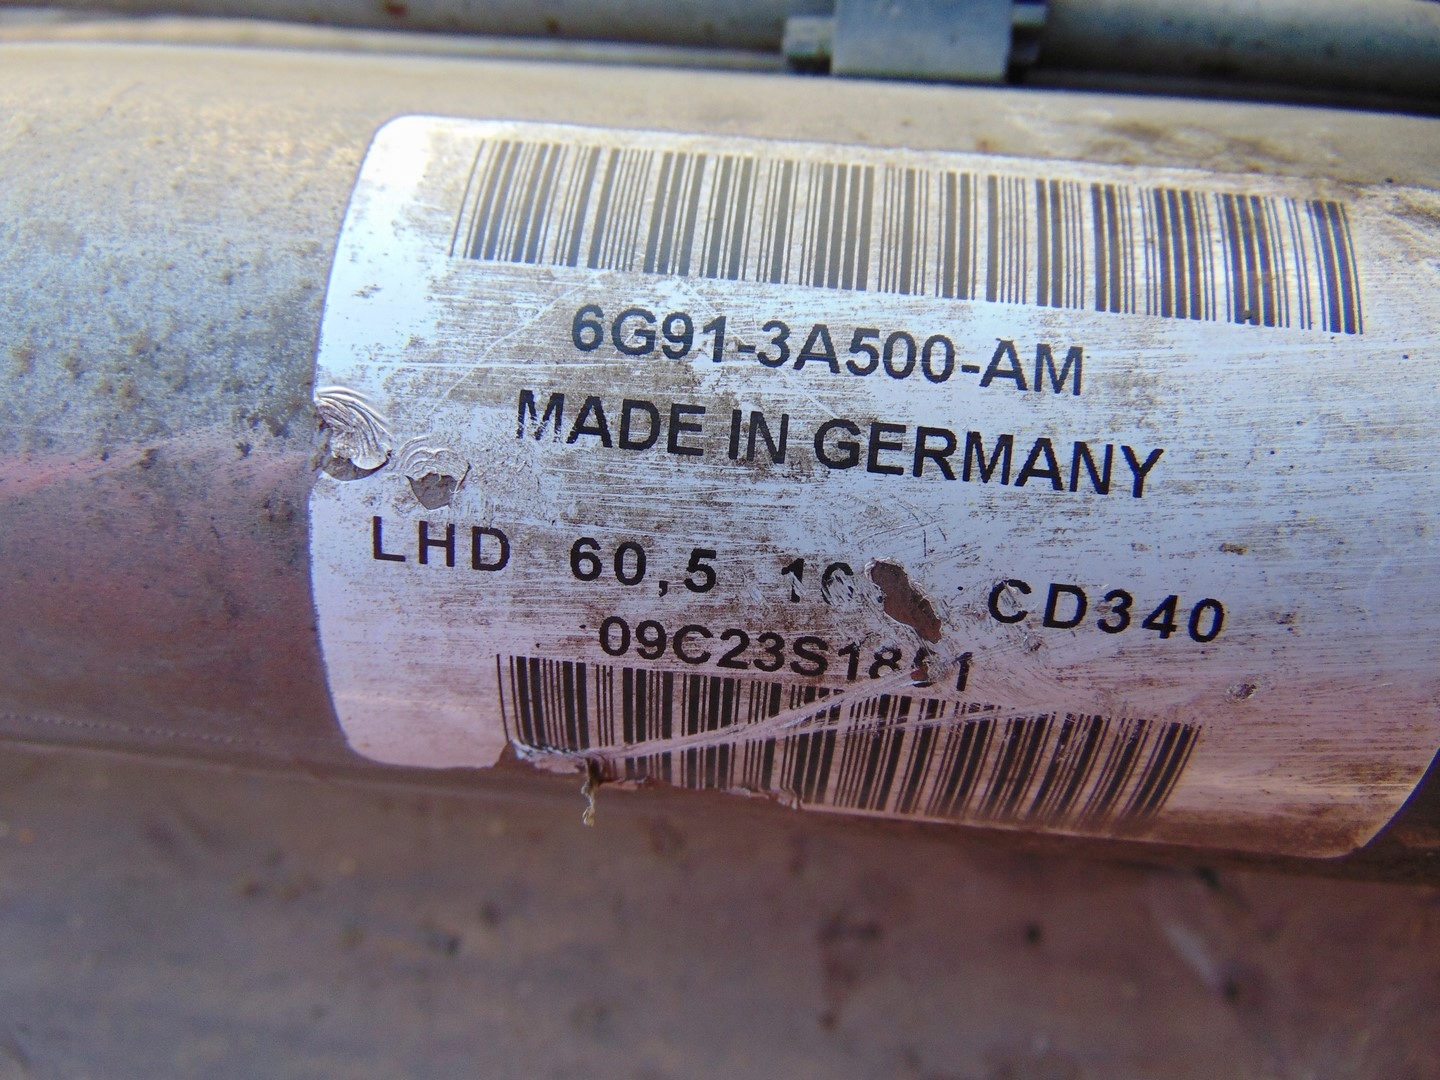 6G91-3A500-AM
MADE IN GERMANY
LHD 60,5 CD340